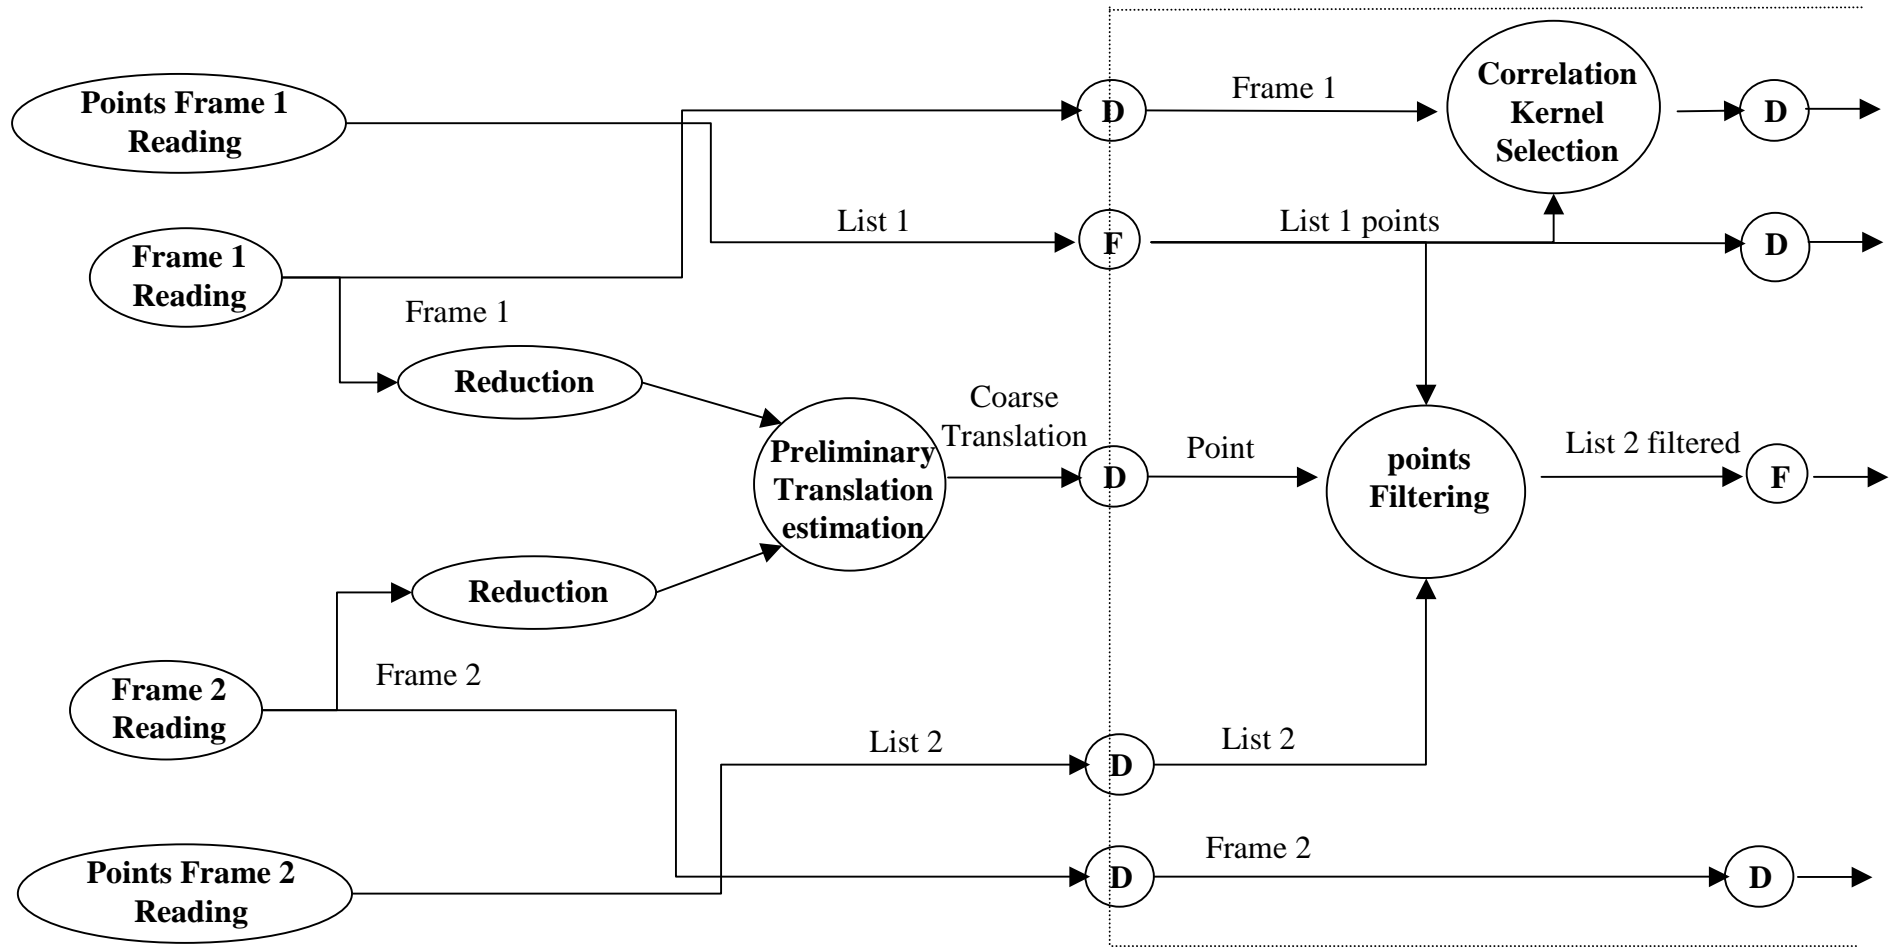 Points Frame 1
Reading
D
Frame 1
Correlation
Kernel
Selection
D
List 1
F
List 1 points
D
Frame 1
Reading
Frame 1
Reduction
Coarse
Translation
Preliminary
Translation
estimation
D
Point
points
Filtering
List 2 filtered
F
Reduction
Frame 2
Reading
Frame 2
List 2
D
List 2
Points Frame 2
Reading
D
Frame 2
D